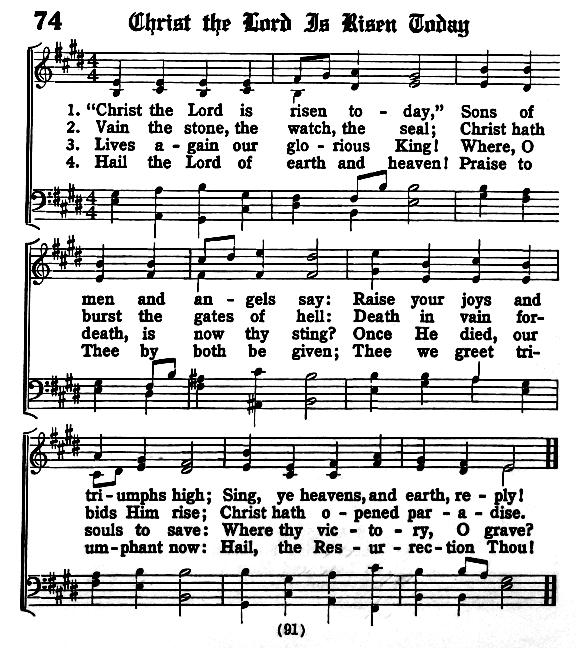 74 Christ the Lord Is Risen Today
1. “Christ the Lord is risen to - day,” Sons of
2. Vain the stone, the watch, the seal; Christ hath
3. Lives a - gain our glo - rious King! Where, O
4. Hail the Lord of earth and heaven! Praise to
men and an - gels say: Raise your joys and
burst the gates of hell: Death in vain for-
death, is now thy sting? Once He died, our
Thee by both be given; Thee we greet tri-
tri - umphs high; Sing, ye heavens, and earth, re - ply!
bids Him rise; Christ hath o - pened par - a - dise.
souls to save: Where thy vic - to - ry, O grave?
um-phant now: Hail, the Res - ur - rec - tion Thou!
(91)